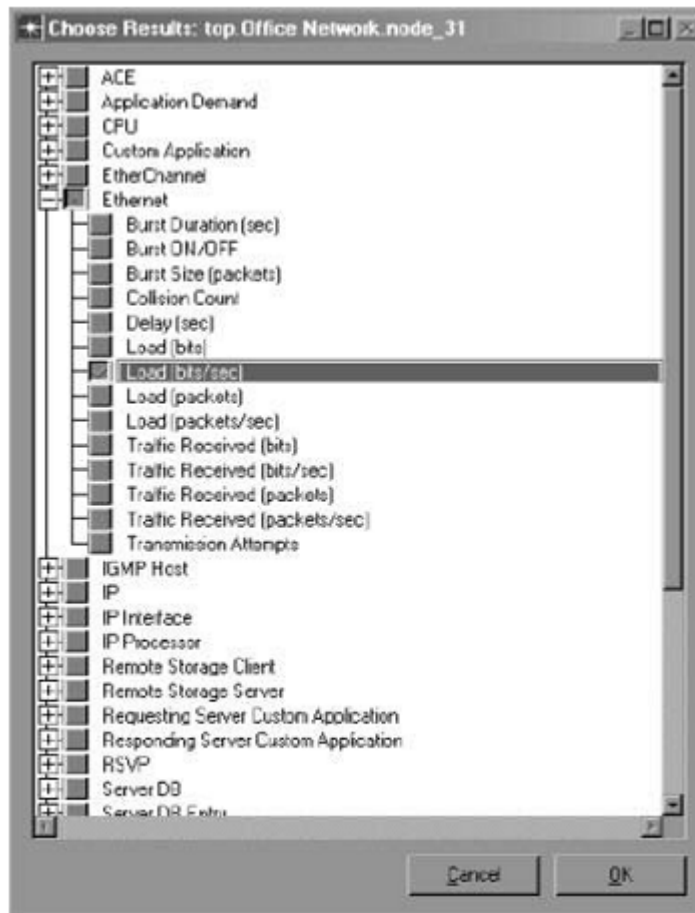 Choose Results: top.Office Network.node_31
ACE
Application Demand
CPU
Custom Application
EtherChannel
Ethernet
Burst Duration (sec)
Burst ON/OFF
Burst Size (packets)
Collision Count
Delay (sec)
Load (bits)
Load (bits/sec)
Load (packets)
Load (packets/sec)
Traffic Received (bits)
Traffic Received (bits/sec)
Traffic Received (packets)
Traffic Received (packets/sec)
Transmission Attempts
IGMP Host
IP
IP Interface
IP Processor
Remote Storage Client
Remote Storage Server
Requesting Server Custom Application
Responding Server Custom Application
RSVP
Server DB
Server DB Entry
Cancel
OK